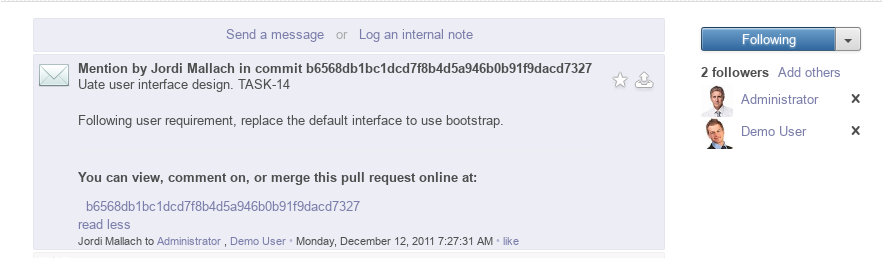 Send a message or Log an internal note
Following
Mention by Jordi Mallach in commit b6568db1bc1dcd7f8b4d5a946b0b91f9dacd7327
Uate user interface design. TASK-14
Following user requirement, replace the default interface to use bootstrap.
You can view, comment on, or merge this pull request online at:
b6568db1bc1dcd7f8b4d5a946b0b91f9dacd7327
read less
Jordi Mallach to Administrator , Demo User • Monday, December 12, 2011 7:27:31 AM • like
2 followers Add others
Administrator x
Demo User x